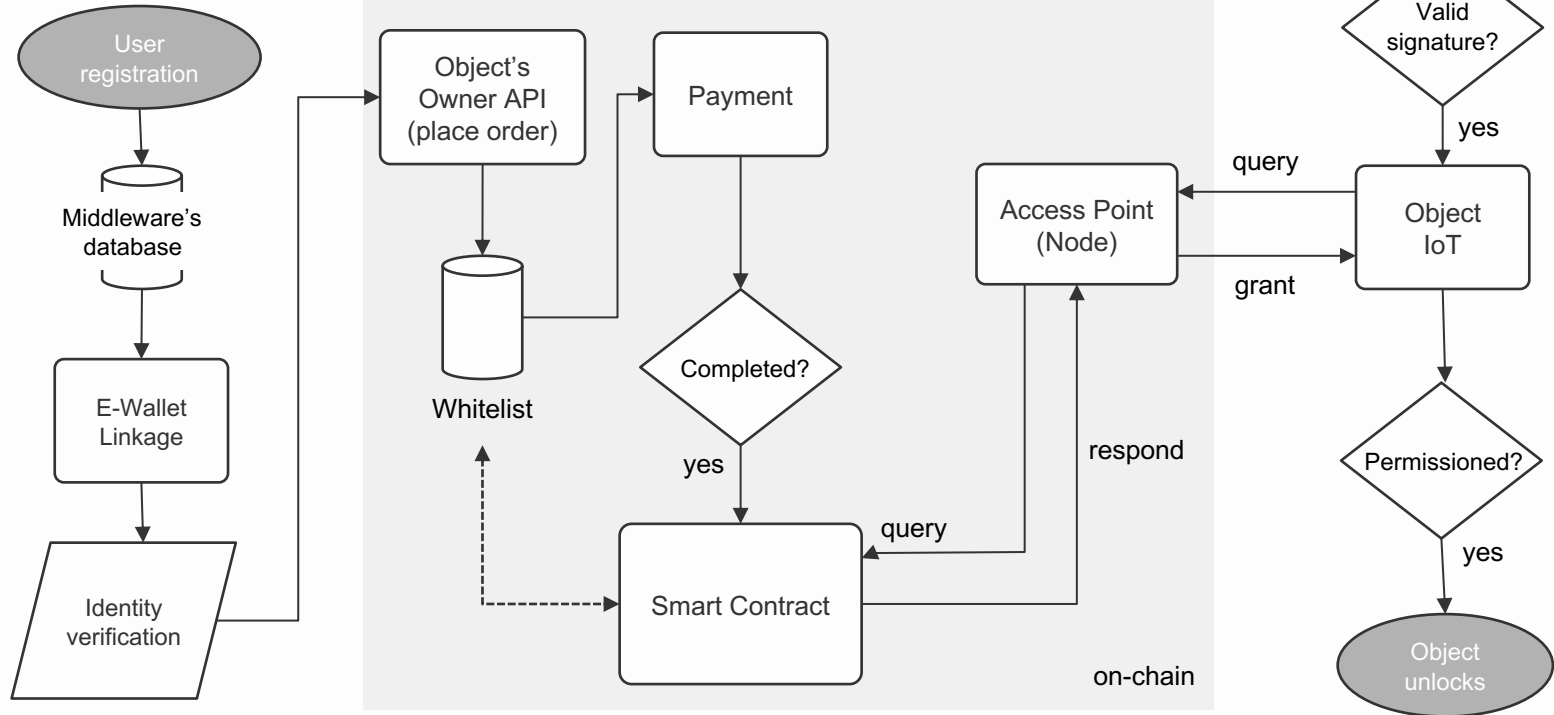 User
registration
Middleware's
database
E-Wallet
Linkage
Identity
verification
Object's
Owner API
(place order)
Whitelist
Payment
Completed?
yes
Smart Contract
query
respond
Access Point
(Node)
on-chain
query
grant
Valid
signature?
yes
Object
IoT
Permissioned?
yes
Object
unlocks